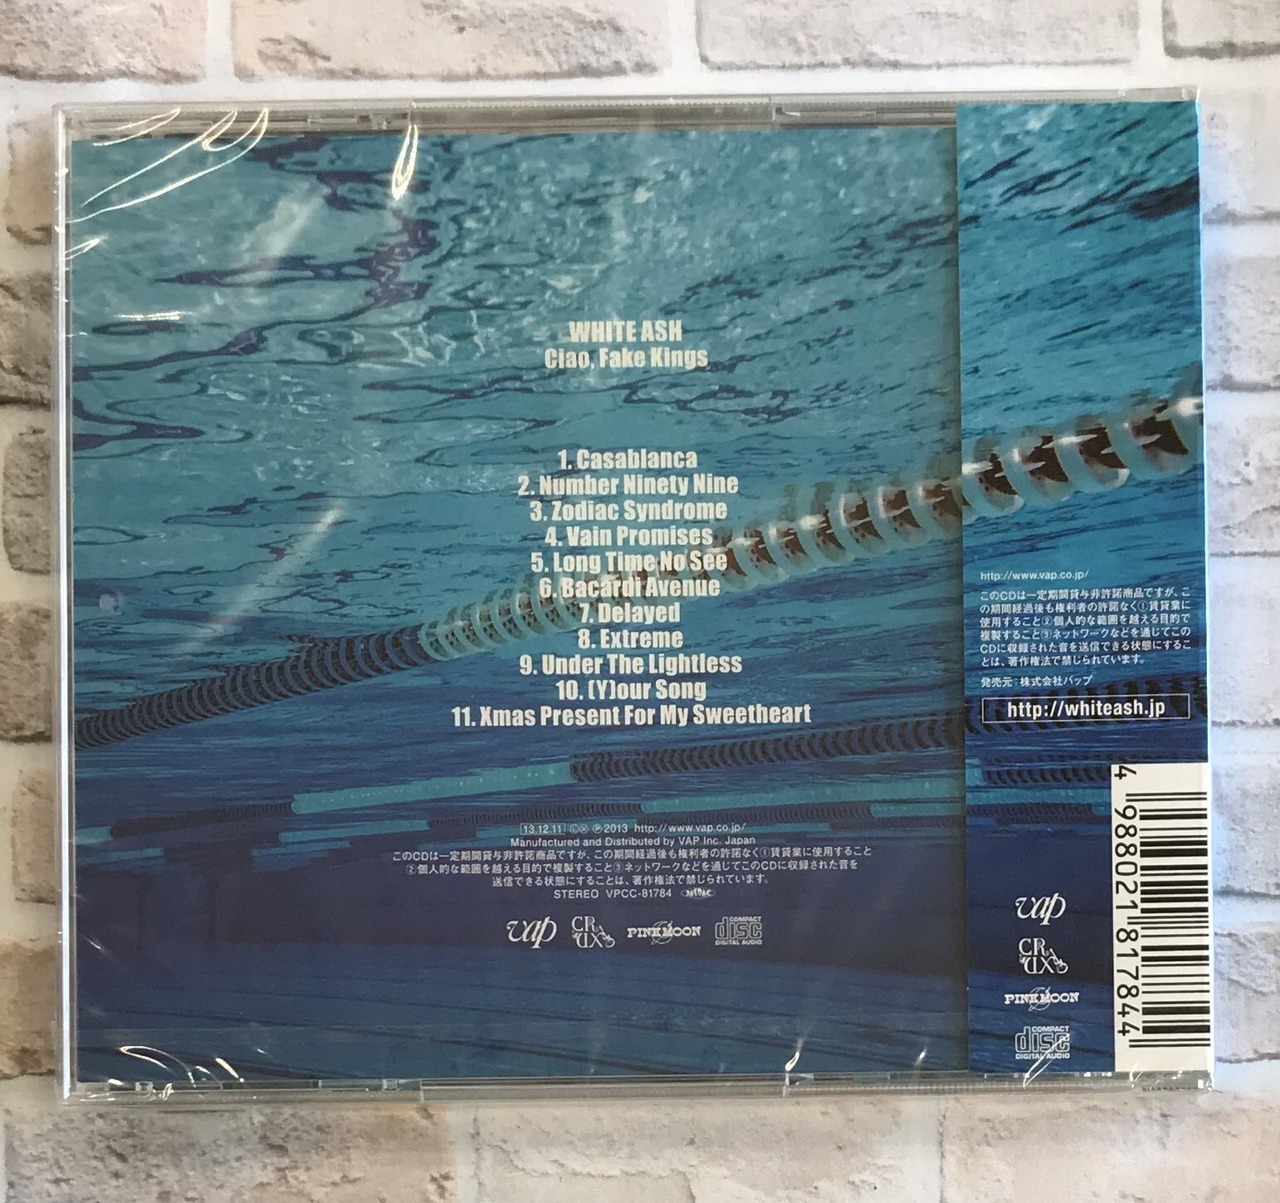 WHITE ASH
Ciao, Fake Kings
1. Casablanca
2. Number Ninety Nine
3. Zodiac Syndrome
4. Vain Promises
5. Long Time No See
6. Bacardi Avenue
7. Delayed
8. Extreme
9. Under The Lightless
10. (Y)our Song
11. Xmas Present For My Sweetheart
13.12.11 ℗2013 http://www.vap.co.jp/
Manufactured and Distributed by VAP Inc. Japan
このCDは一定期間貸与非許諾商品ですが、この期間経過後も権利者の許諾なく①賃貸業に使用すること
②個人的な範囲を越える目的で複製すること③ネットワークなどを通じてこのCDに収録された音を
送信できる状態にすることは、著作権法で禁じられています。
STEREO VPCC-81784
vap CRUX PINK MOON COMPACT disc DIGITAL AUDIO
http://www.vap.co.jp/
このCDは一定期間貸与非許諾商品ですが、こ
の期間経過後も権利者の許諾なく①賃貸業に
使用すること②個人的な範囲を越える目的で
複製すること③ネットワークなどを通じてこの
CDに収録された音を送信できる状態にするこ
とは、著作権法で禁じられています。
発売元:株式会社バップ
http://whiteash.jp
4 988021 817844
vap
CRUX
PINK MOON
COMPACT
disc
DIGITAL AUDIO